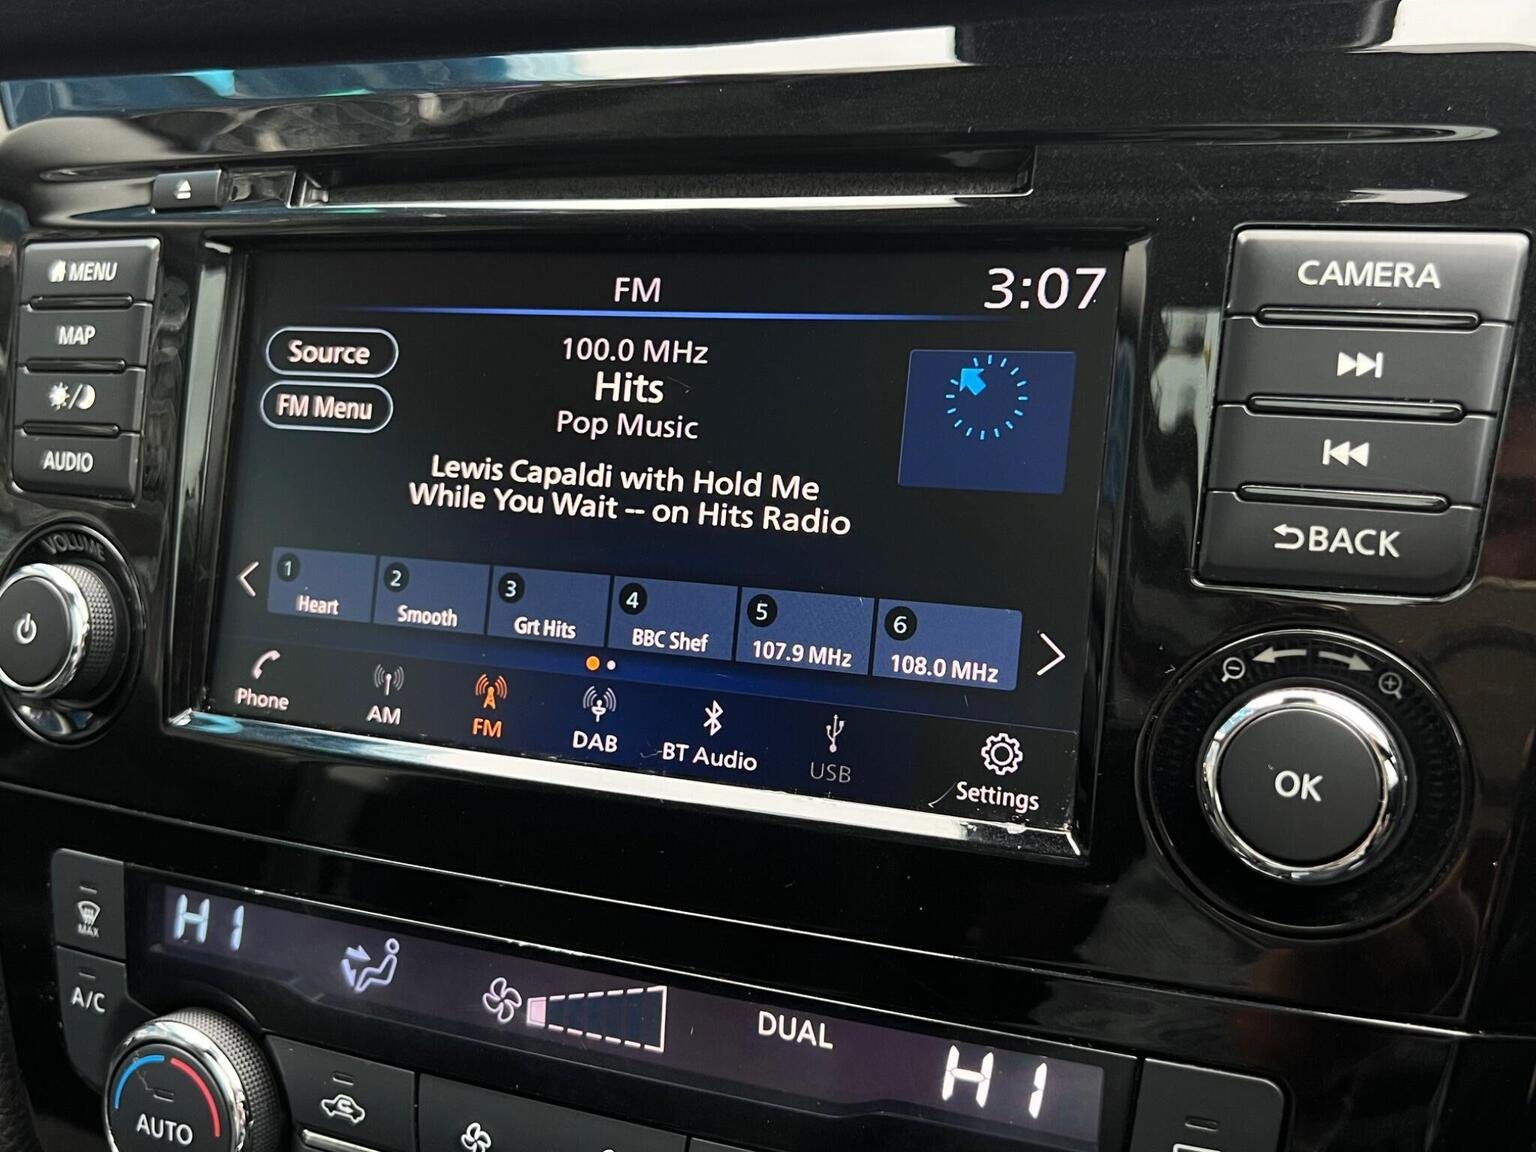 MENU
MAP
AUDIO
VOLUME
FM
3:07
Source
FM Menu
100.0 MHz
Hits
Pop Music
Lewis Capaldi with Hold Me
While You Wait -- on Hits Radio
1 Heart
2 Smooth
3 Grt Hits
4 BBC Shef
5 107.9 MHz
6 108.0 MHz
Phone
AM
FM
DAB
BT Audio
USB
Settings
CAMERA
BACK
OK
MAX
A/C
HI
DUAL
HI
AUTO